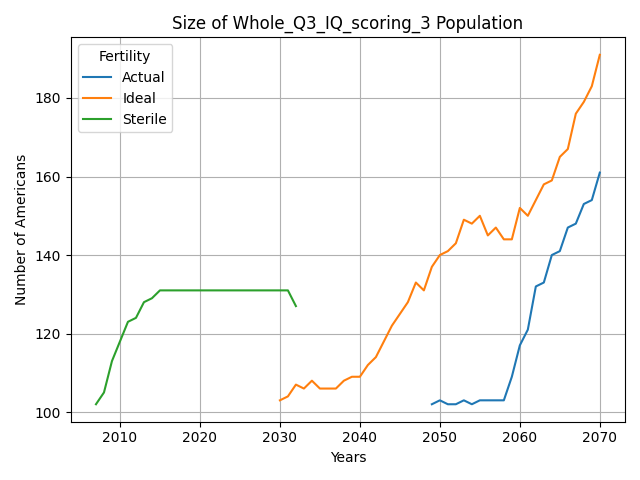 Size of Whole_Q3_IQ_scoring_3 Population
Fertility
Actual
Ideal
Sterile
Number of Americans
180
160
140
120
100
2010 2020 2030 2040 2050 2060 2070
Years